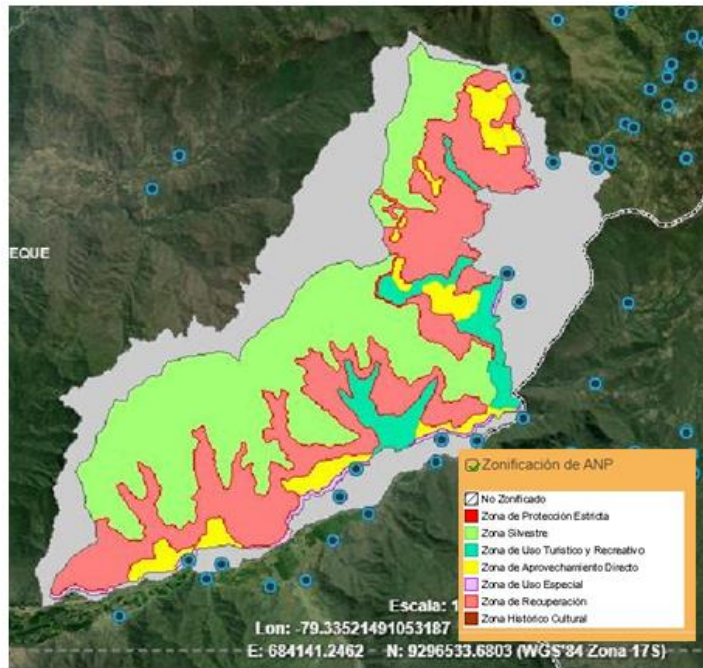 EQUE
Zonificación de ANP
No Zonificado
Zona de Protección Estricta
Zona Silvestre
Zona de Uso Turístico y Recreativo
Zona de Aprovechamiento Directo
Zona de Uso Especial
Zona de Recuperación
Zona Histórico Cultural
Escala: 1
Lon: -79.33521491053187
E: 684141.2462 N: 9296533.6803 (WGS'84 Zona 17S)